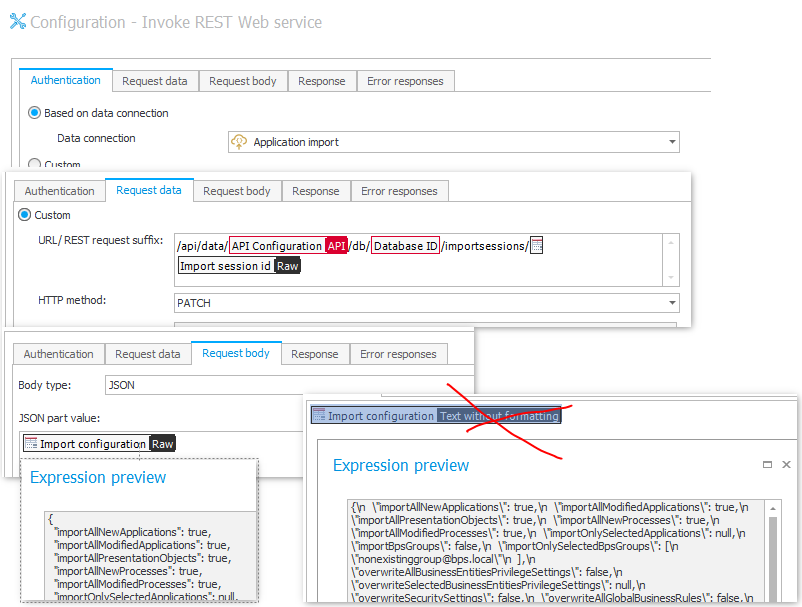 Configuration - Invoke REST Web service
Authentication Request data Request body Response Error responses
Based on data connection
Data connection Application import
Custom
Authentication Request data Request body Response Error responses
Custom
URL/ REST request suffix: /api/data/ API Configuration API /db/ Database ID /importsessions/
Import session id Raw
HTTP method: PATCH
Authentication Request data Request body Response Error responses
Body type: JSON
JSON part value:
Import configuration Raw
Expression preview
{
"importAllNewApplications": true,
"importAllModifiedApplications": true,
"importAllPresentationObjects": true,
"importAllNewProcesses": true,
"importAllModifiedProcesses": true,
"importOnlySelectedApplications": null,
Import configuration Text without formatting
Expression preview
{\n \"importAllNewApplications\": true,\n \"importAllModifiedApplications\": true,\n
\"importAllPresentationObjects\": true,\n \"importAllNewProcesses\": true,\n
\"importAllModifiedProcesses\": true,\n \"importOnlySelectedApplications\": null,\n
\"importBpsGroups\": false,\n \"importOnlySelectedBpsGroups\": [\n
\"nonexistinggroup@bps.local\"\n ],\n
\"overwriteAllBusinessEntitiesPrivilegeSettings\": false,\n
\"overwriteSelectedBusinessEntitiesPrivilegeSettings\": null,\n
\"overwriteSecuritySettings\": false,\n \"overwriteAllGlobalBusinessRules\": false,\n